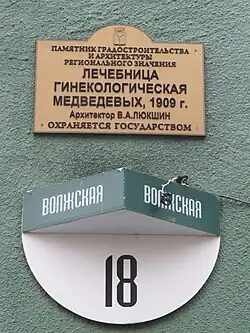 ПАМЯТНИК ГРАДОСТРОИТЕЛЬСТВА
И АРХИТЕКТУРЫ
РЕГИОНАЛЬНОГО ЗНАЧЕНИЯ
ЛЕЧЕБНИЦА
ГИНЕКОЛОГИЧЕСКАЯ
МЕДВЕДЕВЫХ, 1909 г.
Архитектор В.А.ЛЮКШИН
ОХРАНЯЕТСЯ ГОСУДАРСТВОМ
ВОЛЖСКАЯ ВОЛЖСКАЯ
18